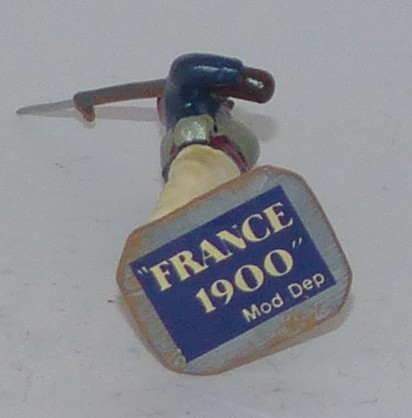 "FRANCE
1900"
Mod Dep